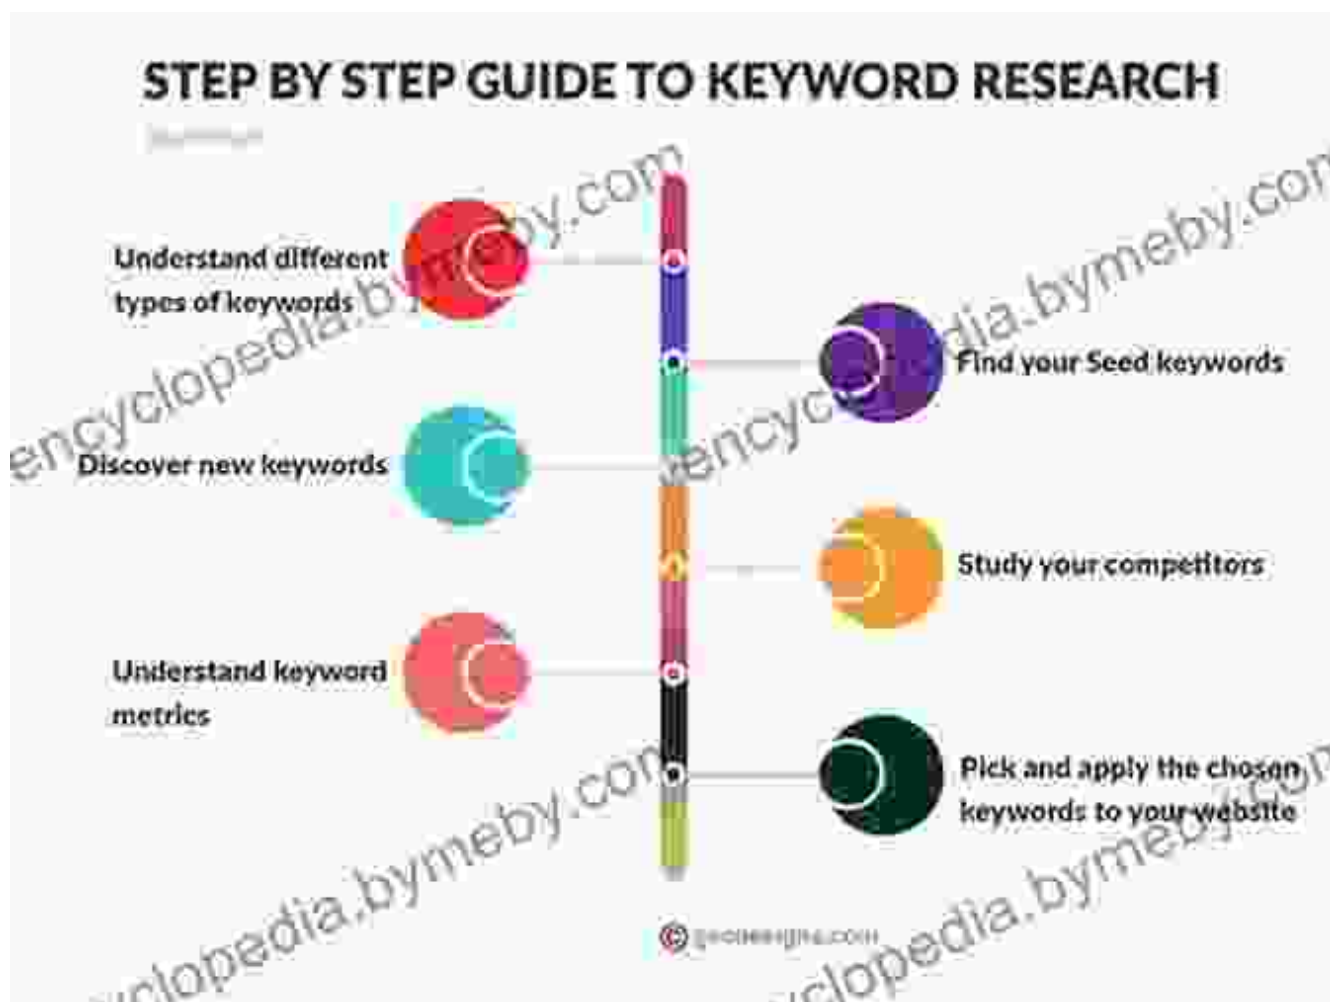 STEP BY STEP GUIDE TO KEYWORD RESEARCH
Understand different
types of keywords
Find your Seed keywords
Discover new keywords
Study your competitors
Understand keyword
metrics
Pick and apply the chosen
keywords to your website
encyclopedia.bymeby.com
encyclopedia.bymeby.com
clopedia.bymeby.com
clopedia.bymeby.com